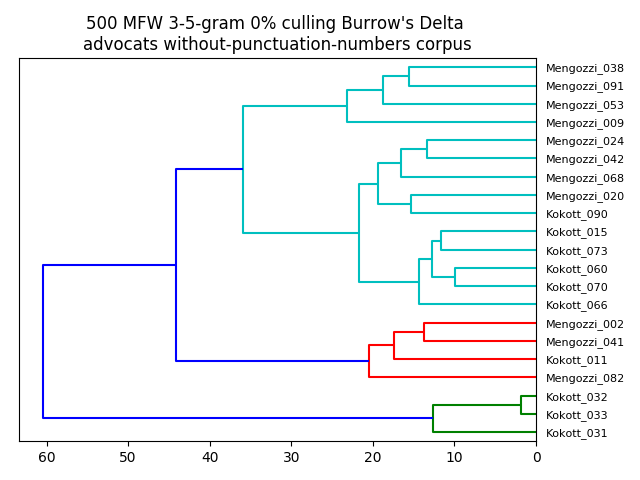 500 MFW 3-5-gram 0% culling Burrow's Delta
advocats without-punctuation-numbers corpus
Mengozzi_038
Mengozzi_091
Mengozzi_053
Mengozzi_009
Mengozzi_024
Mengozzi_042
Mengozzi_068
Mengozzi_020
Kokott_090
Kokott_015
Kokott_073
Kokott_060
Kokott_070
Kokott_066
Mengozzi_002
Mengozzi_041
Kokott_011
Mengozzi_082
Kokott_032
Kokott_033
Kokott_031
60 50 40 30 20 10 0